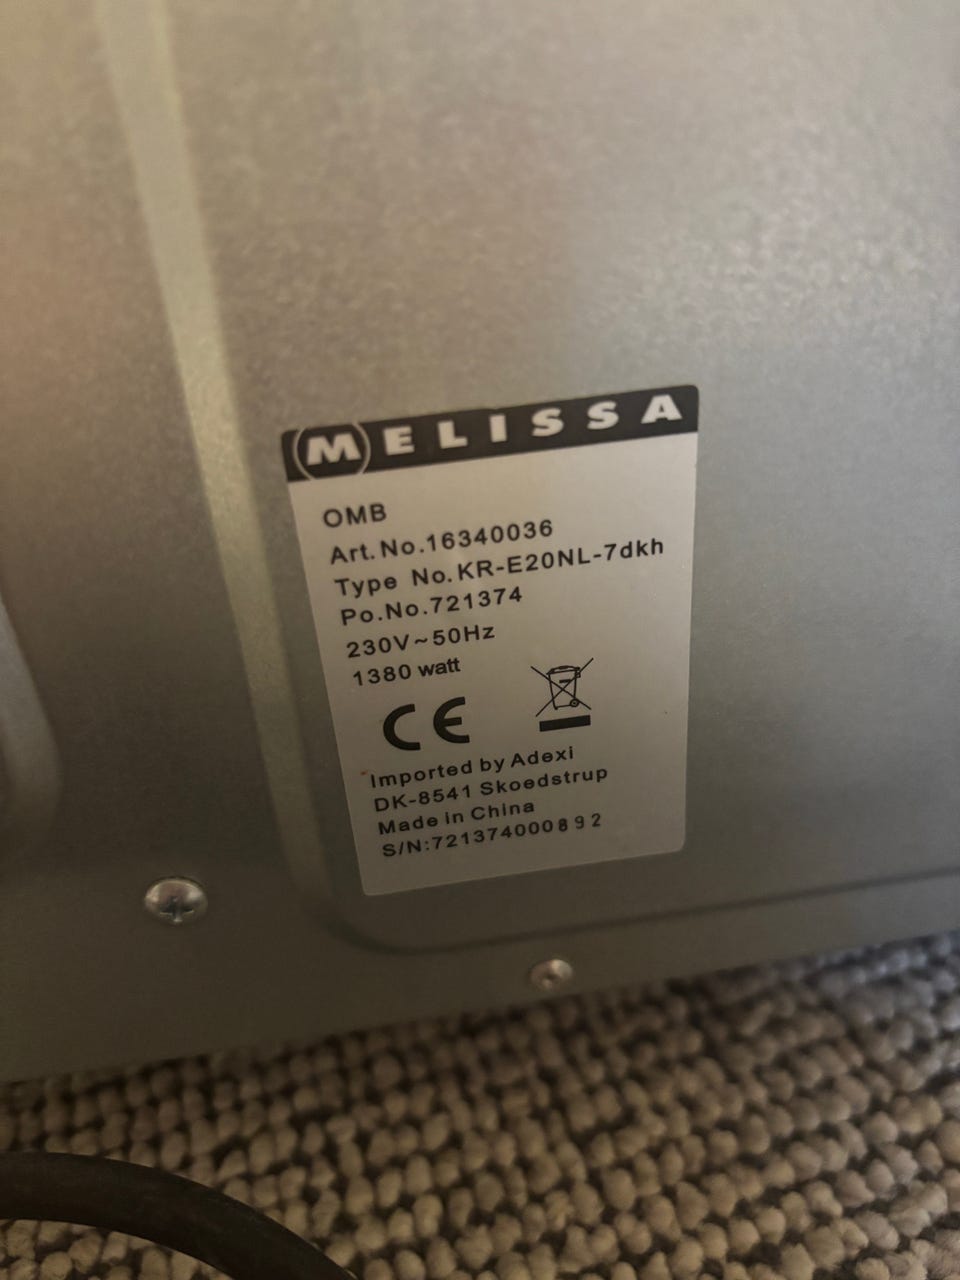 MELISSA
OMB
Art.No.16340036
Type No.KR-E20NL-7dkh
Po.No.721374
230V~50Hz
1380 watt
CE
Imported by Adexi
DK-8541 Skoedstrup
Made in China
S/N:721374000892